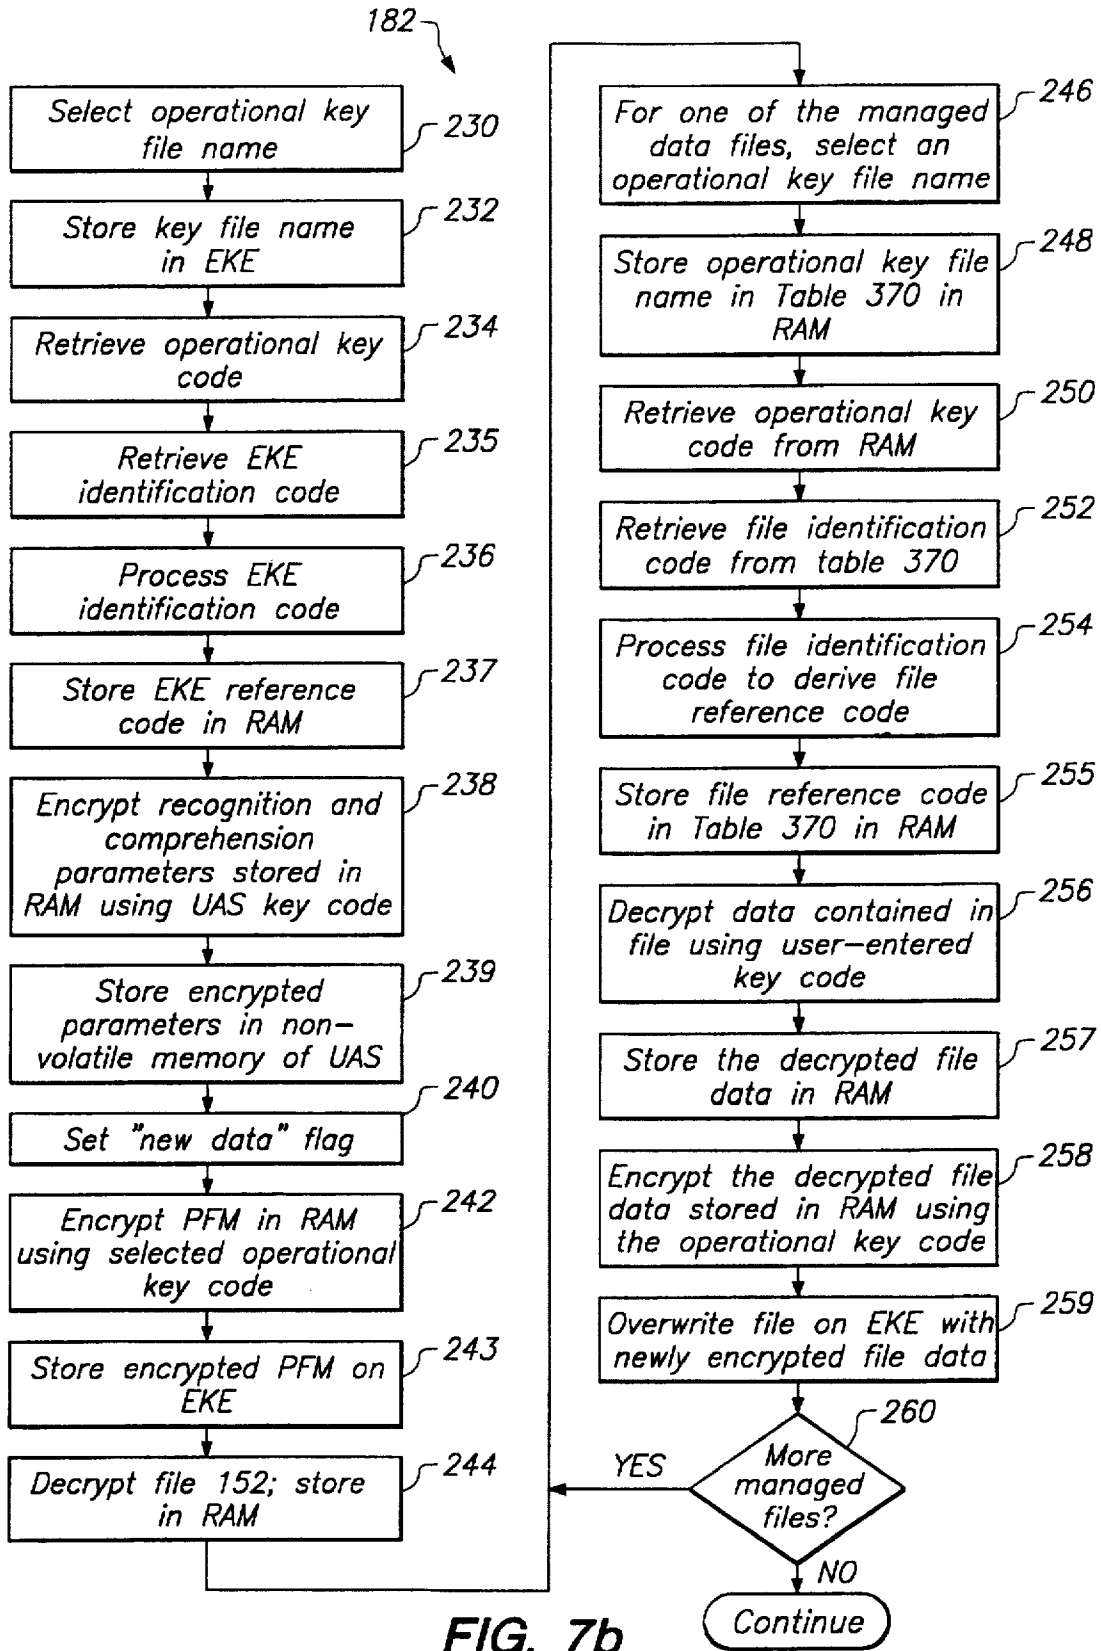 182
Select operational key
file name
230
Store key file name
in EKE
232
Retrieve operational key
code
234
Retrieve EKE
identification code
235
Process EKE
identification code
236
Store EKE reference
code in RAM
237
Encrypt recognition and
comprehension
parameters stored in
RAM using UAS key code
238
Store encrypted
parameters in non-
volatile memory of UAS
239
Set "new data" flag
240
Encrypt PFM in RAM
using selected operational
key code
242
Store encrypted PFM on
EKE
243
Decrypt file 152; store
in RAM
244
For one of the managed
data files, select an
operational key file name
246
Store operational key file
name in Table 370 in
RAM
248
Retrieve operational key
code from RAM
250
Retrieve file identification
code from table 370
252
Process file identification
code to derive file
reference code
254
Store file reference code
in Table 370 in RAM
255
Decrypt data contained in
file using user-entered
key code
256
Store the decrypted file
data in RAM
257
Encrypt the decrypted file
data stored in RAM using
the operational key code
258
Overwrite file on EKE with
newly encrypted file data
259
More
managed
files?
260
YES
NO
Continue
FIG. 7b